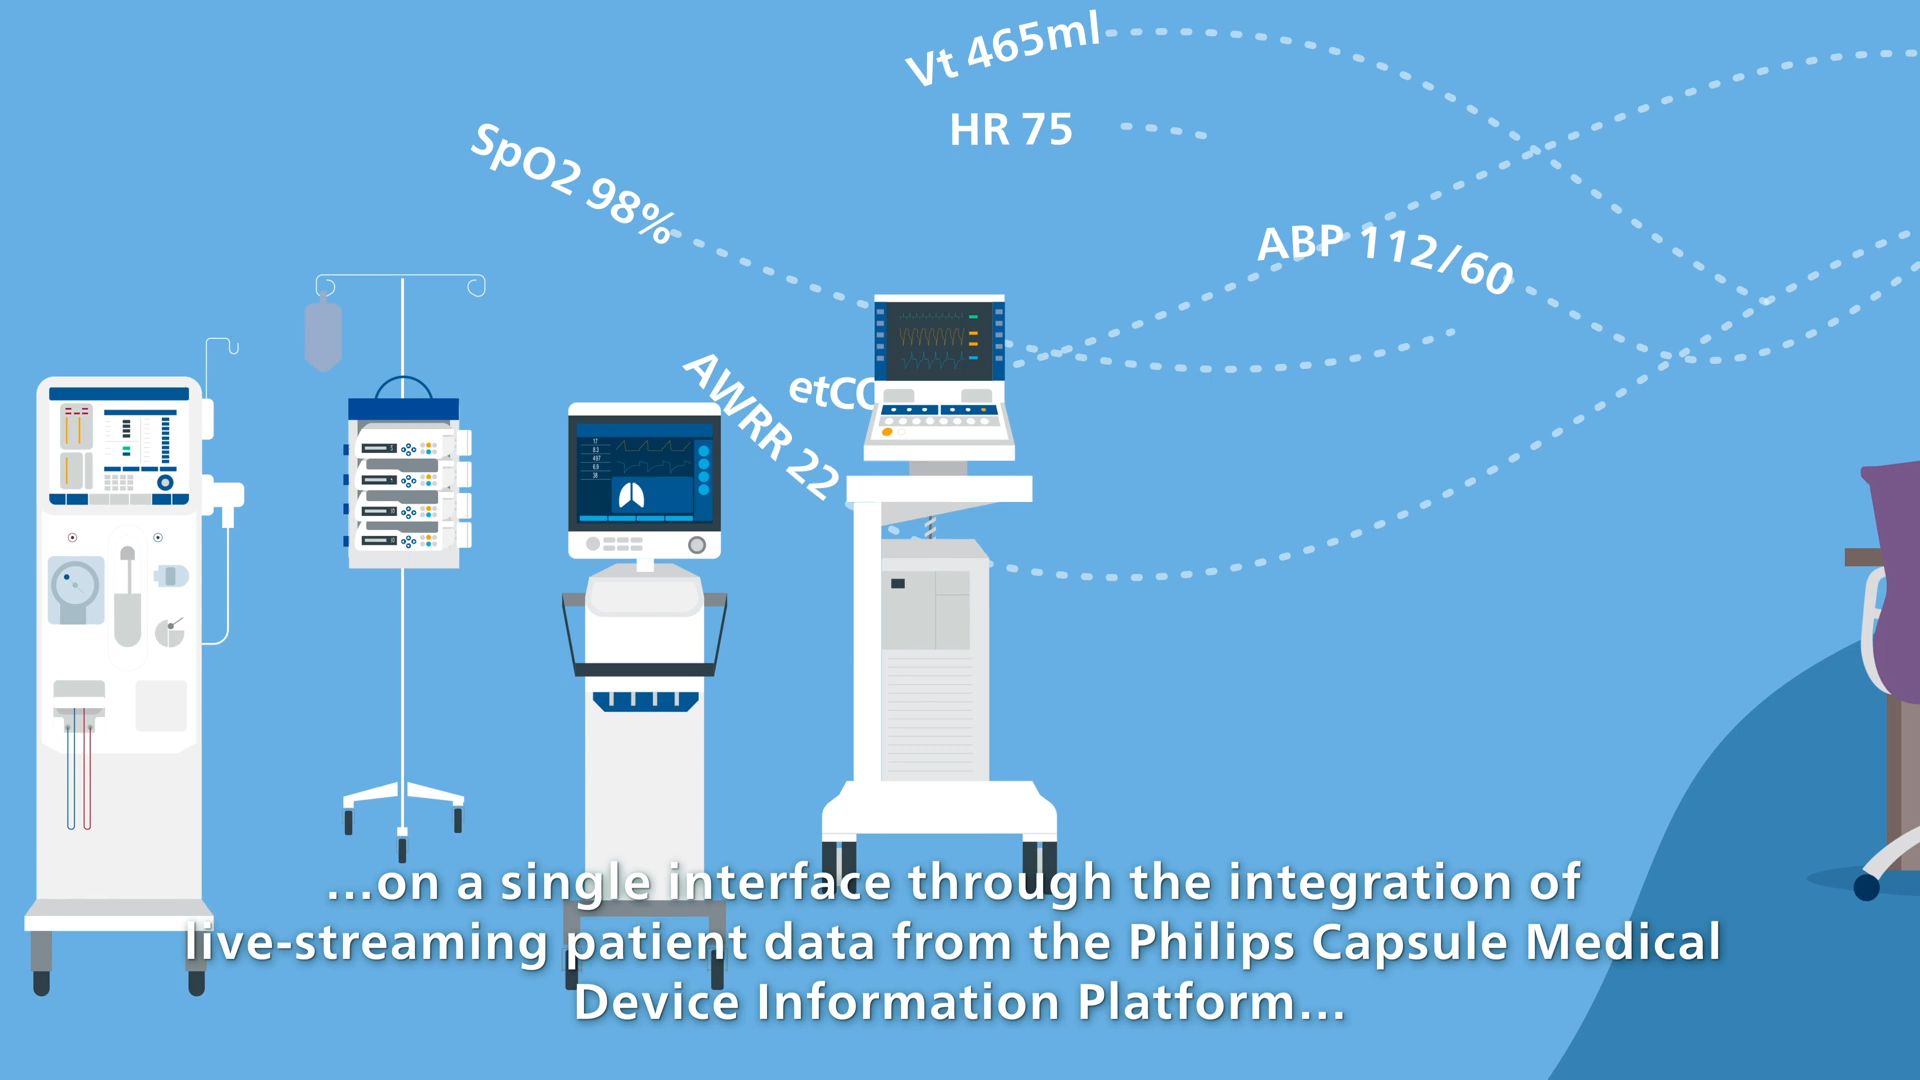 Vt 465ml
HR 75
SpO2 98%
ABP 112/60
AWRR 22
...on a single interface through the integration of
live-streaming patient data from the Philips Capsule Medical
Device Information Platform...